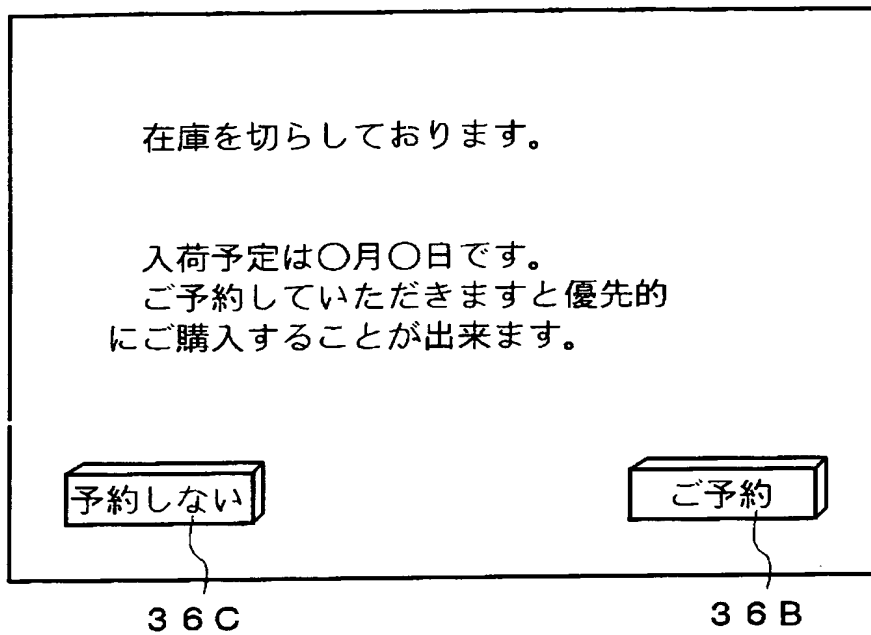 在庫を切らしております。
入荷予定は〇月〇日です。
ご予約していただきますと優先的
にご購入することが出来ます。
予約しない
ご予約
３６Ｃ
３６Ｂ